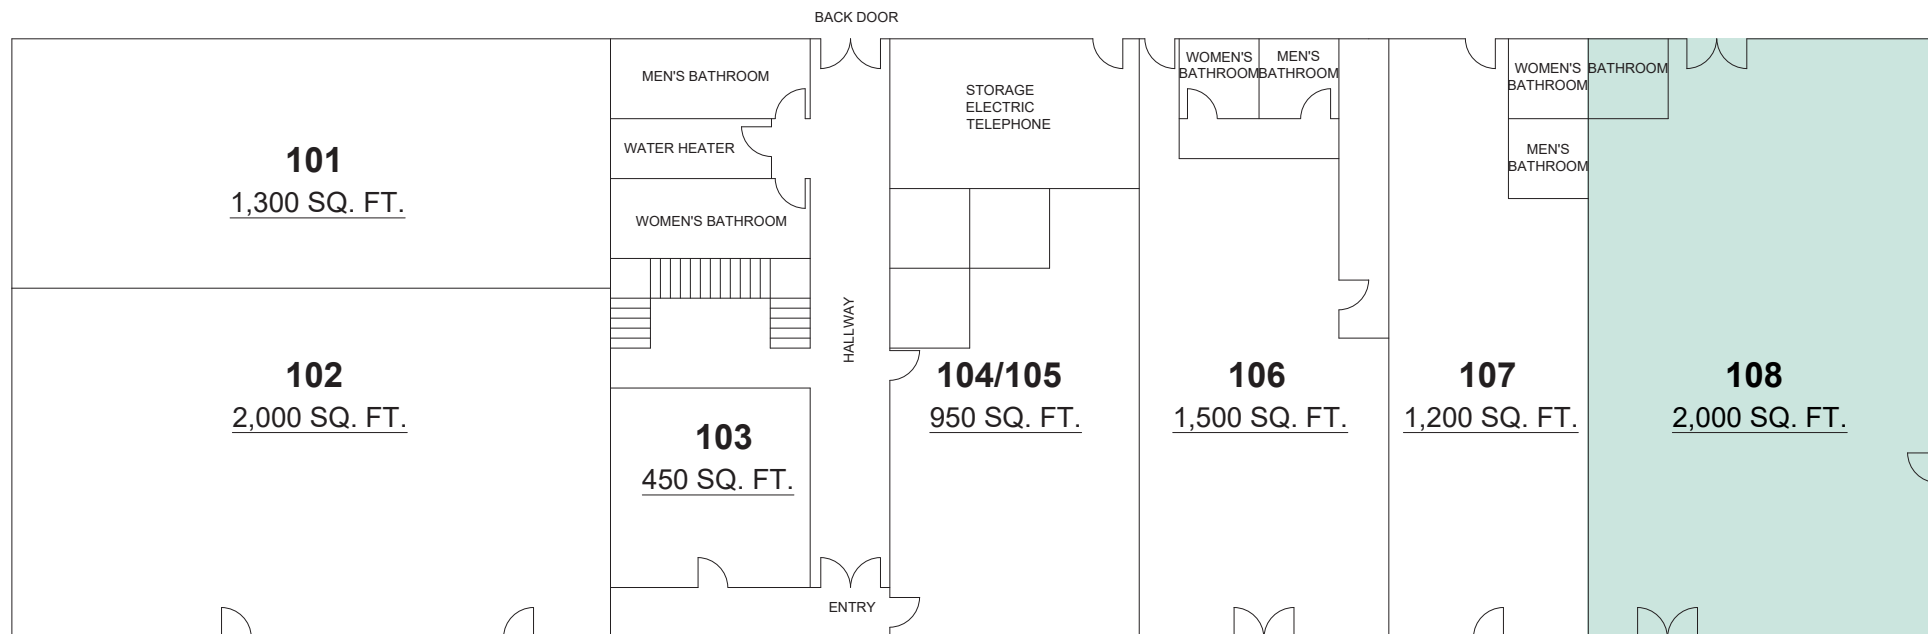 BACK DOOR
MEN'S BATHROOM
WATER HEATER
WOMEN'S BATHROOM
101
1,300 SQ. FT.
102
2,000 SQ. FT.
103
450 SQ. FT.
HALLWAY
ENTRY
STORAGE
ELECTRIC
TELEPHONE
104/105
950 SQ. FT.
WOMEN'S
BATHROOM
MEN'S
BATHROOM
106
1,500 SQ. FT.
WOMEN'S
BATHROOM
MEN'S
BATHROOM
107
1,200 SQ. FT.
BATHROOM
108
2,000 SQ. FT.